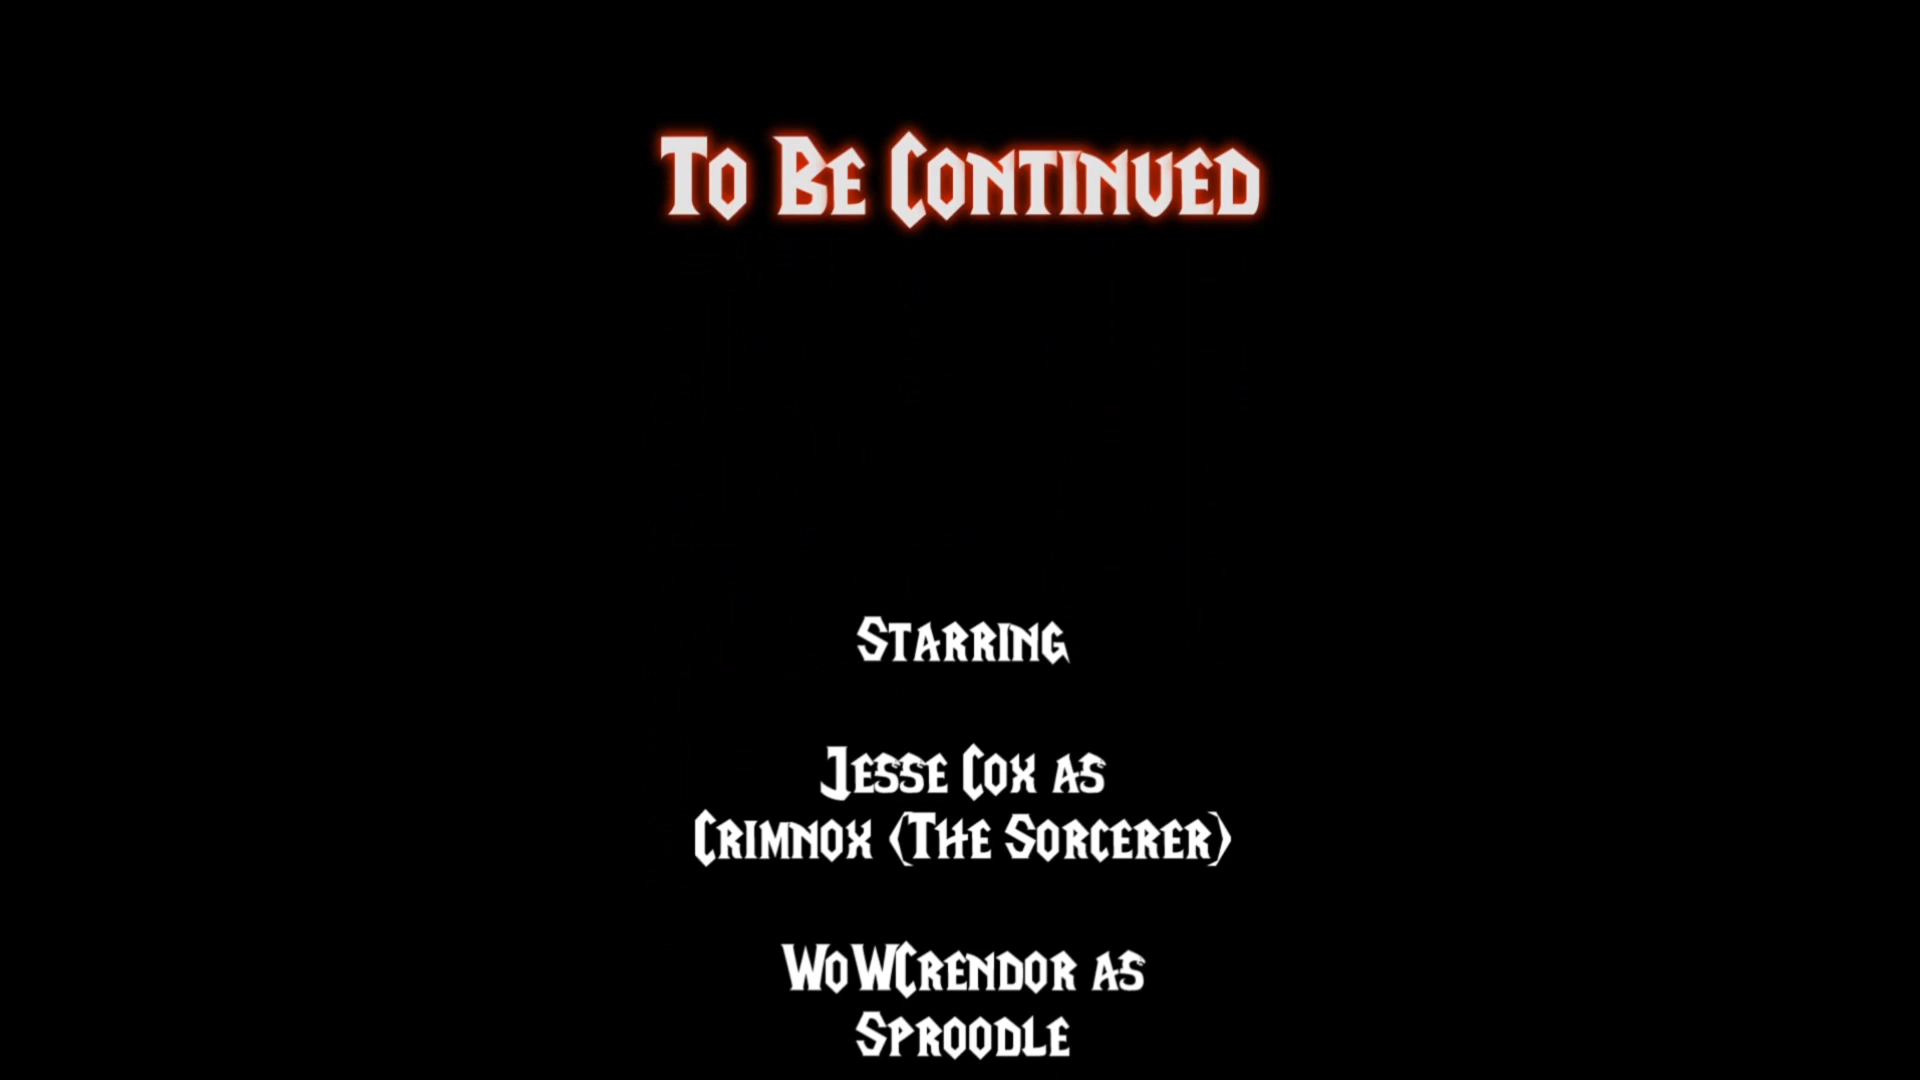 To Be Continued
Starring
Jesse Cox as
Crimnox (The Sorcerer)
WoWCrendor as
Sproodle